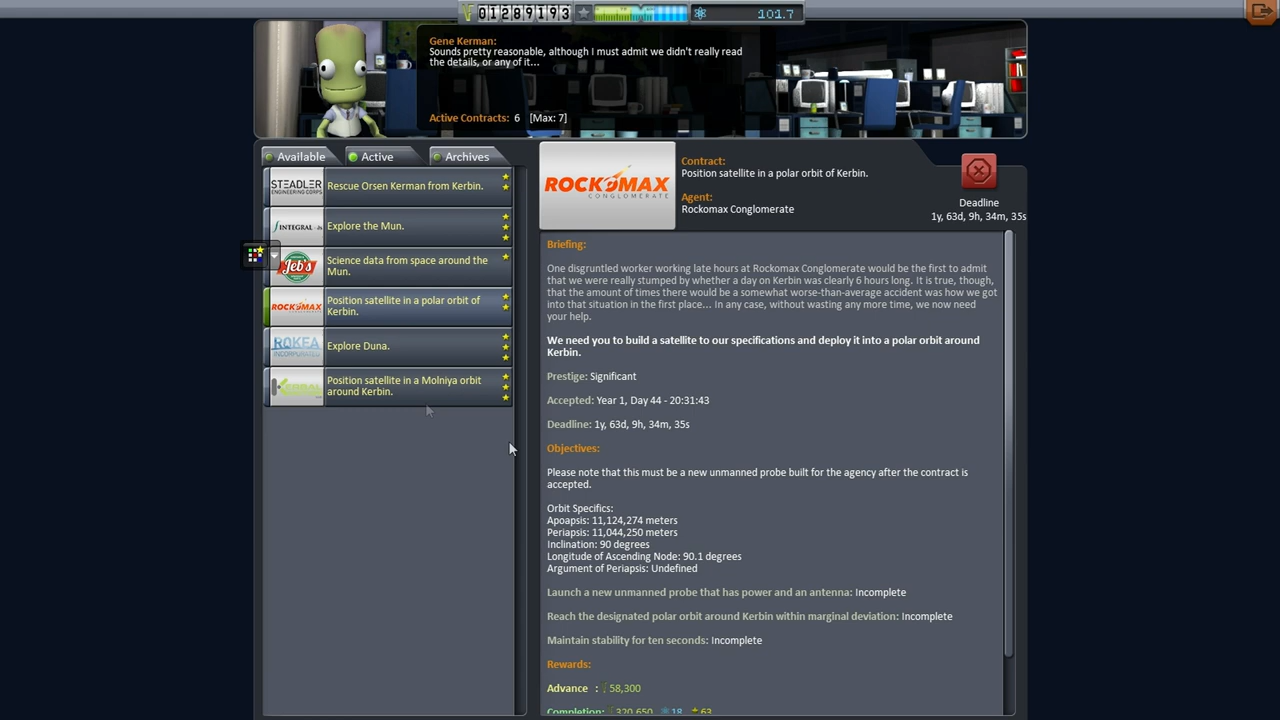 01289193
101.7
Gene Kerman:
Sounds pretty reasonable, although I must admit we didn't really read
the details, or any of it...
Active Contracts: 6 [Max: 7]
Available
Active
Archives
STEADLER
ENGINEERING CORPS
Rescue Orsen Kerman from Kerbin.
INTEGRAL
Explore the Mun.
Jeb's
Science data from space around the
Mun.
ROCKOMAX
Position satellite in a polar orbit of
Kerbin.
ROKEA
INCORPORATED
Explore Duna.
Position satellite in a Molniya orbit
around Kerbin.
ROCKOMAX
CONGLOMERATE
Contract:
Position satellite in a polar orbit of Kerbin.
Agent:
Rockomax Conglomerate
Deadline
1y, 63d, 9h, 34m, 35s
Briefing:
One disgruntled worker working late hours at Rockomax Conglomerate would be the first to admit
that we were really stumped by whether a day on Kerbin was clearly 6 hours long. It is true, though,
that the amount of times there would be a somewhat worse-than-average accident was how we got
into that situation in the first place... In any case, without wasting any more time, we now need
your help.
We need you to build a satellite to our specifications and deploy it into a polar orbit around
Kerbin.
Prestige: Significant
Accepted: Year 1, Day 44 - 20:31:43
Deadline: 1y, 63d, 9h, 34m, 35s
Objectives:
Please note that this must be a new unmanned probe built for the agency after the contract is
accepted.
Orbit Specifics:
Apoapsis: 11,124,274 meters
Periapsis: 11,044,250 meters
Inclination: 90 degrees
Longitude of Ascending Node: 90.1 degrees
Argument of Periapsis: Undefined
Launch a new unmanned probe that has power and an antenna: Incomplete
Reach the designated polar orbit around Kerbin within marginal deviation: Incomplete
Maintain stability for ten seconds: Incomplete
Rewards:
Advance : 58,300
Completion: 320,650 18 63